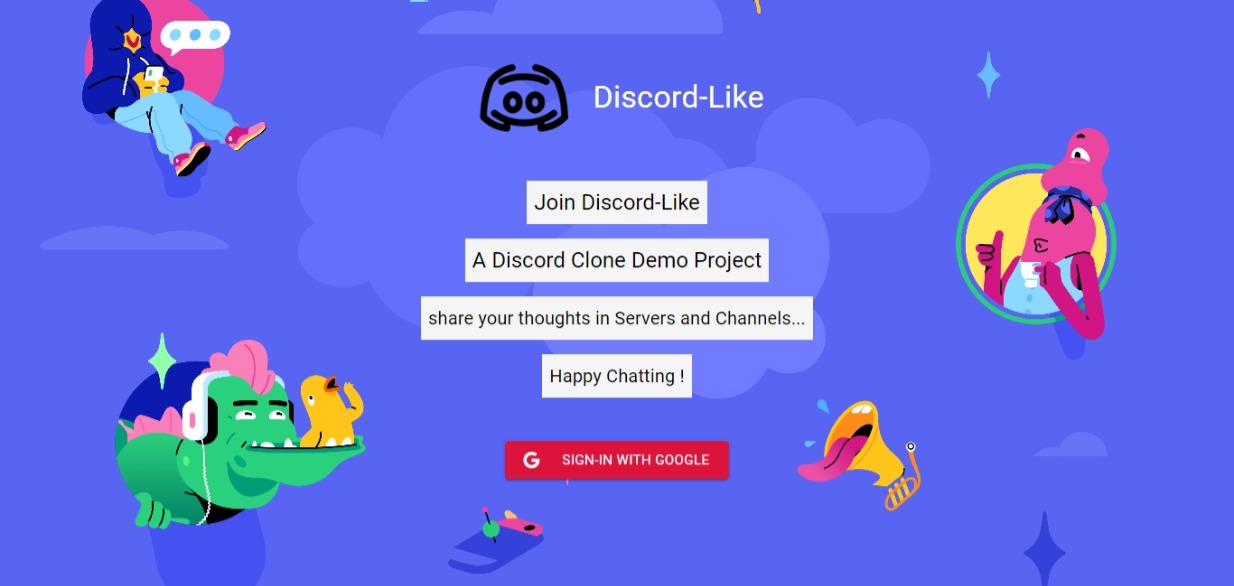 Discord-Like
Join Discord-Like
A Discord Clone Demo Project
share your thoughts in Servers and Channels...
Happy Chatting !
G SIGN-IN WITH GOOGLE